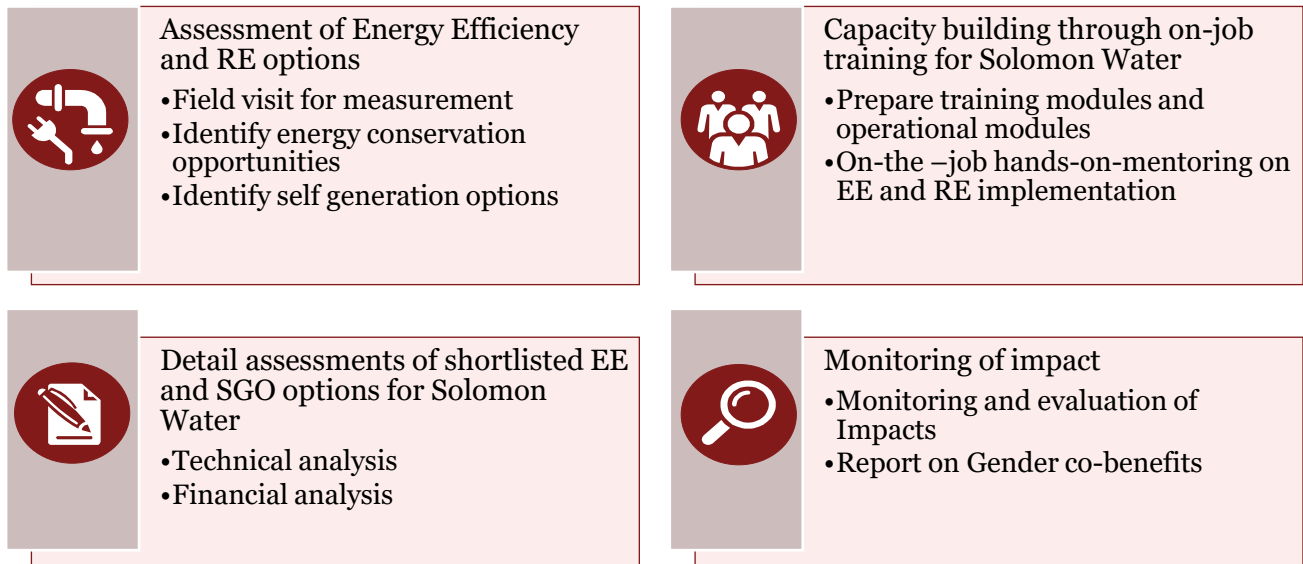 Assessment of Energy Efficiency
and RE options
•Field visit for measurement
•Identify energy conservation
opportunities
•Identify self generation options
Capacity building through on-job
training for Solomon Water
•Prepare training modules and
operational modules
•On-the –job hands-on-mentoring on
EE and RE implementation
Detail assessments of shortlisted EE
and SGO options for Solomon
Water
•Technical analysis
•Financial analysis
Monitoring of impact
•Monitoring and evaluation of
Impacts
•Report on Gender co-benefits